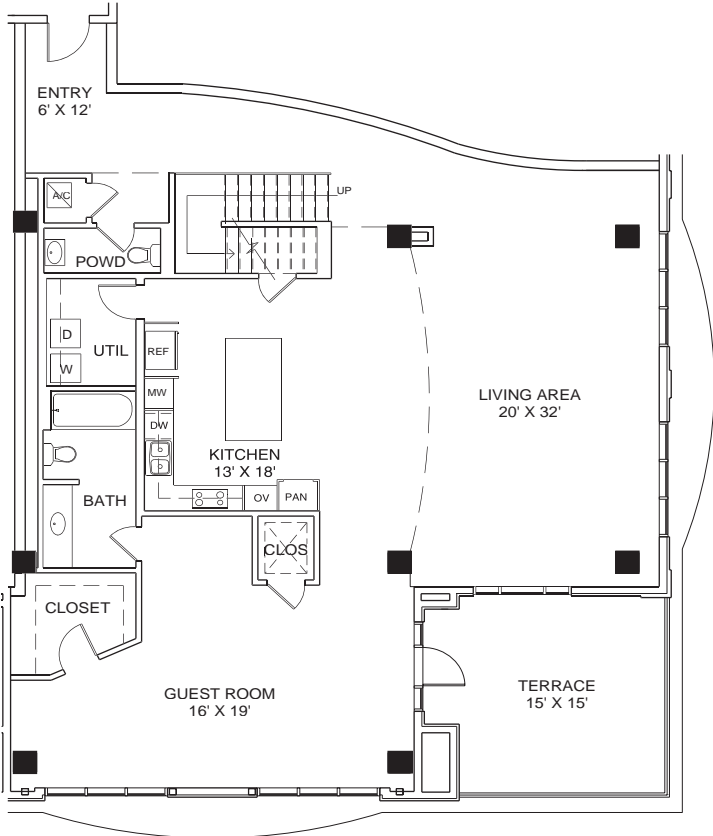 ENTRY
6' X 12'
A/C
UP
POWD
D
UTIL
REF
W
MW
LIVING AREA
20' X 32'
DW
KITCHEN
13' X 18'
BATH
OV
PAN
CLOS
CLOSET
GUEST ROOM
16' X 19'
TERRACE
15' X 15'